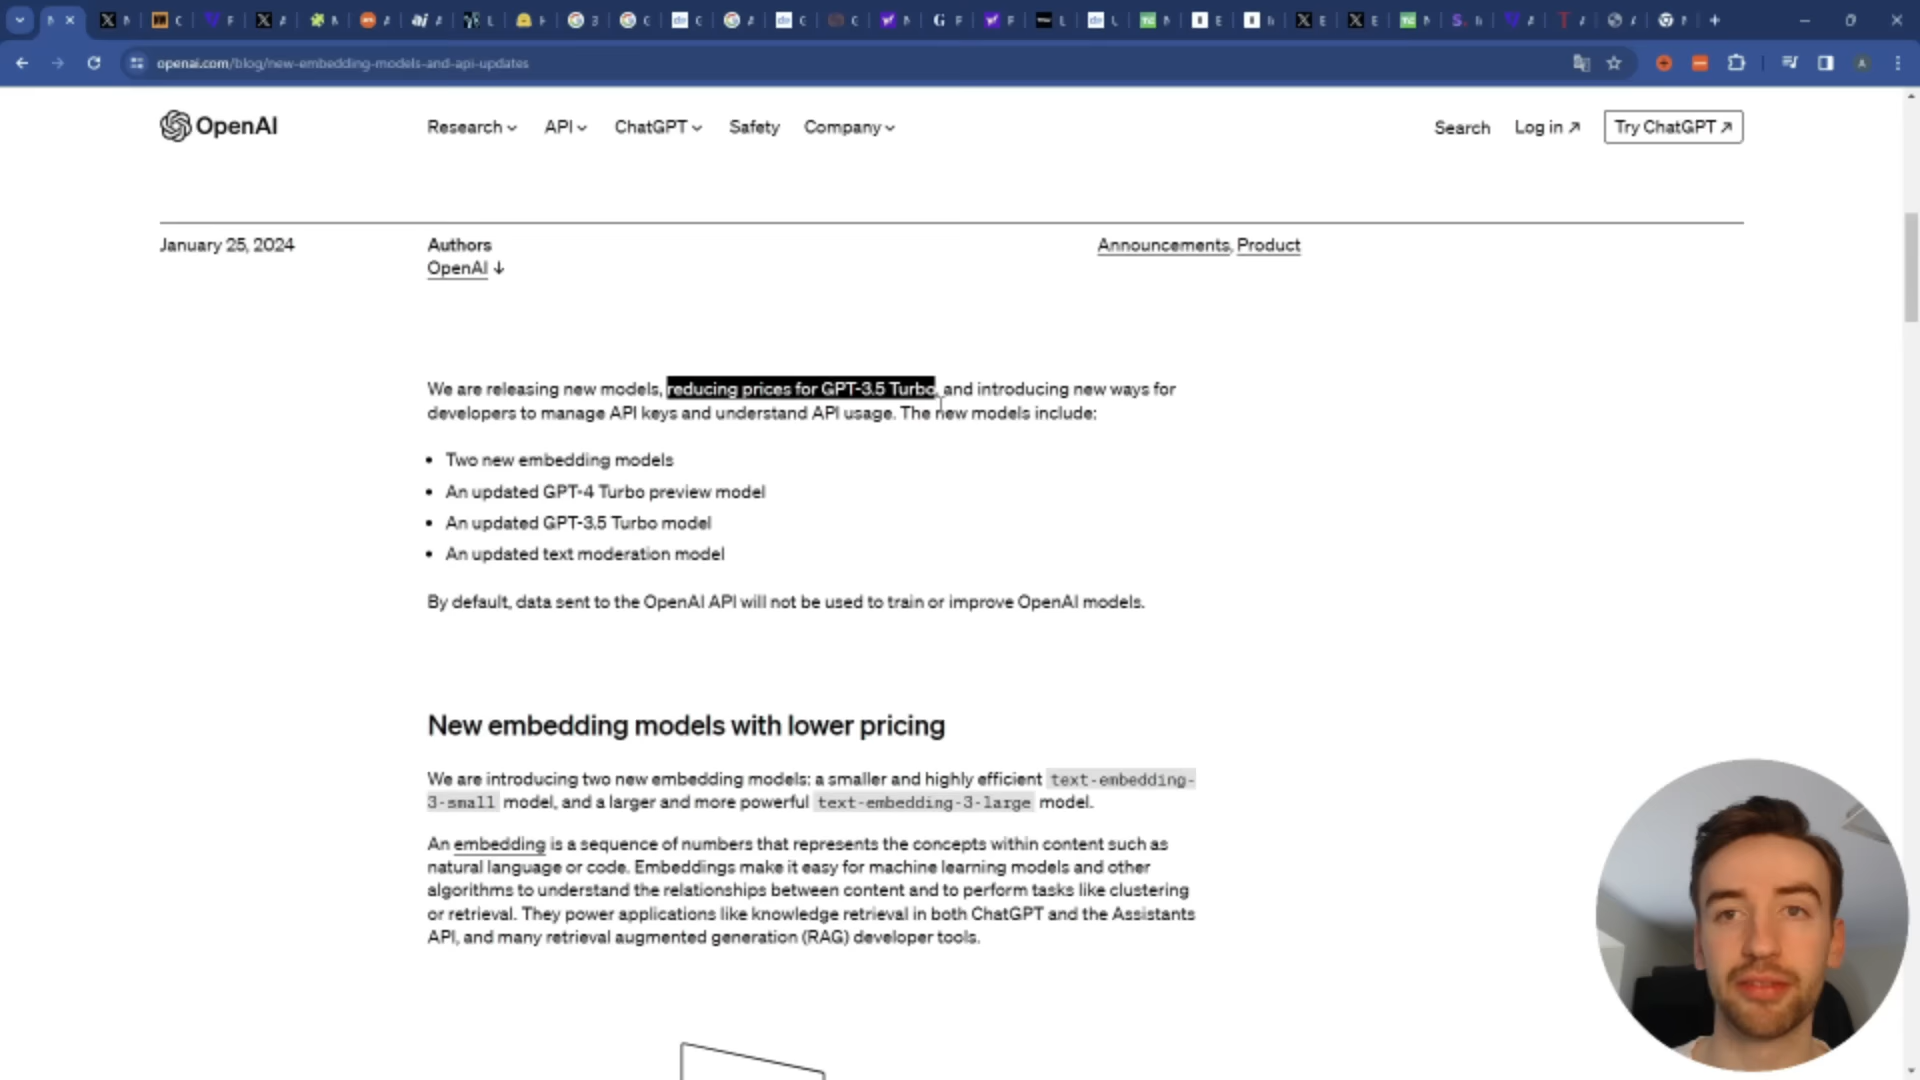 openai.com/blog/new-embedding-models-and-api-updates
OpenAI
Research API ChatGPT Safety Company
Search Log in ↗ Try ChatGPT ↗
January 25, 2024
Authors
OpenAI ↓
Announcements, Product
We are releasing new models, reducing prices for GPT-3.5 Turbo, and introducing new ways for
developers to manage API keys and understand API usage. The new models include:
• Two new embedding models
• An updated GPT-4 Turbo preview model
• An updated GPT-3.5 Turbo model
• An updated text moderation model
By default, data sent to the OpenAI API will not be used to train or improve OpenAI models.
New embedding models with lower pricing
We are introducing two new embedding models: a smaller and highly efficient text-embedding-
3-small model, and a larger and more powerful text-embedding-3-large model.
An embedding is a sequence of numbers that represents the concepts within content such as
natural language or code. Embeddings make it easy for machine learning models and other
algorithms to understand the relationships between content and to perform tasks like clustering
or retrieval. They power applications like knowledge retrieval in both ChatGPT and the Assistants
API, and many retrieval augmented generation (RAG) developer tools.